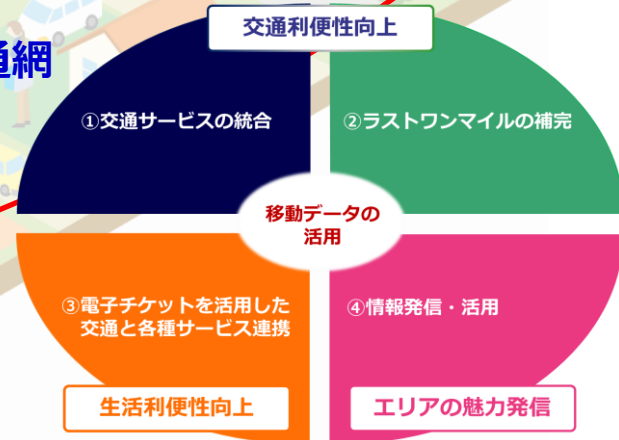 交通利便性向上
通網
①交通サービスの統合
②ラストワンマイルの補完
移動データの
活用
③電子チケットを活用した
交通と各種サービス連携
④情報発信・活用
生活利便性向上
エリアの魅力発信